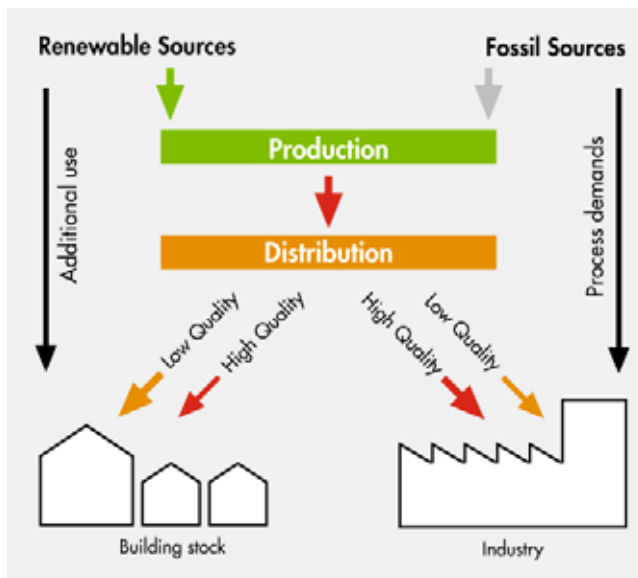 Renewable Sources
Fossil Sources
Production
Additional use
Process demands
Distribution
Low Quality
High Quality
High Quality
Low Quality
Building stock
Industry